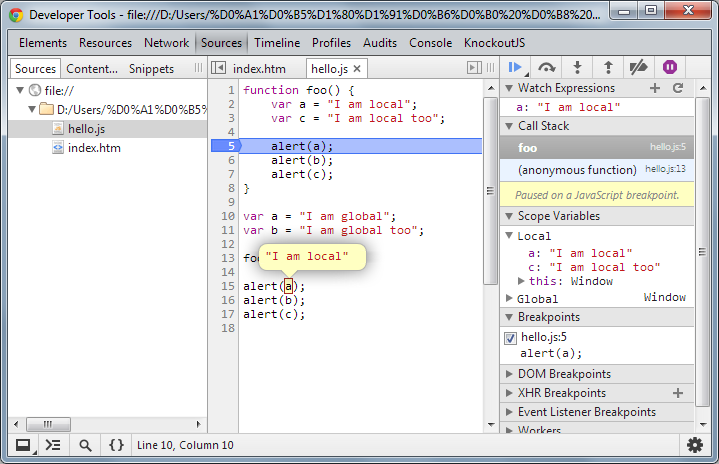 Developer Tools - file:///D:/Users/%D0%A1%D0%B5%D1%80%D1%91%D0%B6%D0%B0%20%D0%B8%20...
Elements Resources Network Sources Timeline Profiles Audits Console KnockoutJS
Sources Content... Snippets
file://
D:/Users/%D0%A1%D0%B5
hello.js
index.htm
index.htm hello.js ×
1 function foo() {
2 var a = "I am local";
3 var c = "I am local too";
4
5 alert(a);
6 alert(b);
7 alert(c);
8 }
9
10 var a = "I am global";
11 var b = "I am global too";
12
13 foo
"I am local"
14
15 alert(a);
16 alert(b);
17 alert(c);
18
Watch Expressions
a: "I am local"
Call Stack
foo hello.js:5
(anonymous function) hello.js:13
Paused on a JavaScript breakpoint.
Scope Variables
Local
a: "I am local"
c: "I am local too"
this: Window
Global Window
Breakpoints
hello.js:5
alert(a);
DOM Breakpoints
XHR Breakpoints
Event Listener Breakpoints
Workers
{} Line 10, Column 10